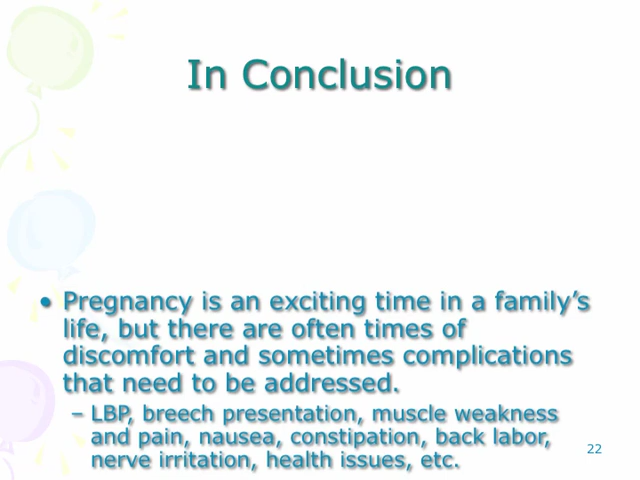 In Conclusion
• Pregnancy is an exciting time in a family’s
life, but there are often times of
discomfort and sometimes complications
that need to be addressed.
– LBP, breech presentation, muscle weakness
and pain, nausea, constipation, back labor,
nerve irritation, health issues, etc.
22